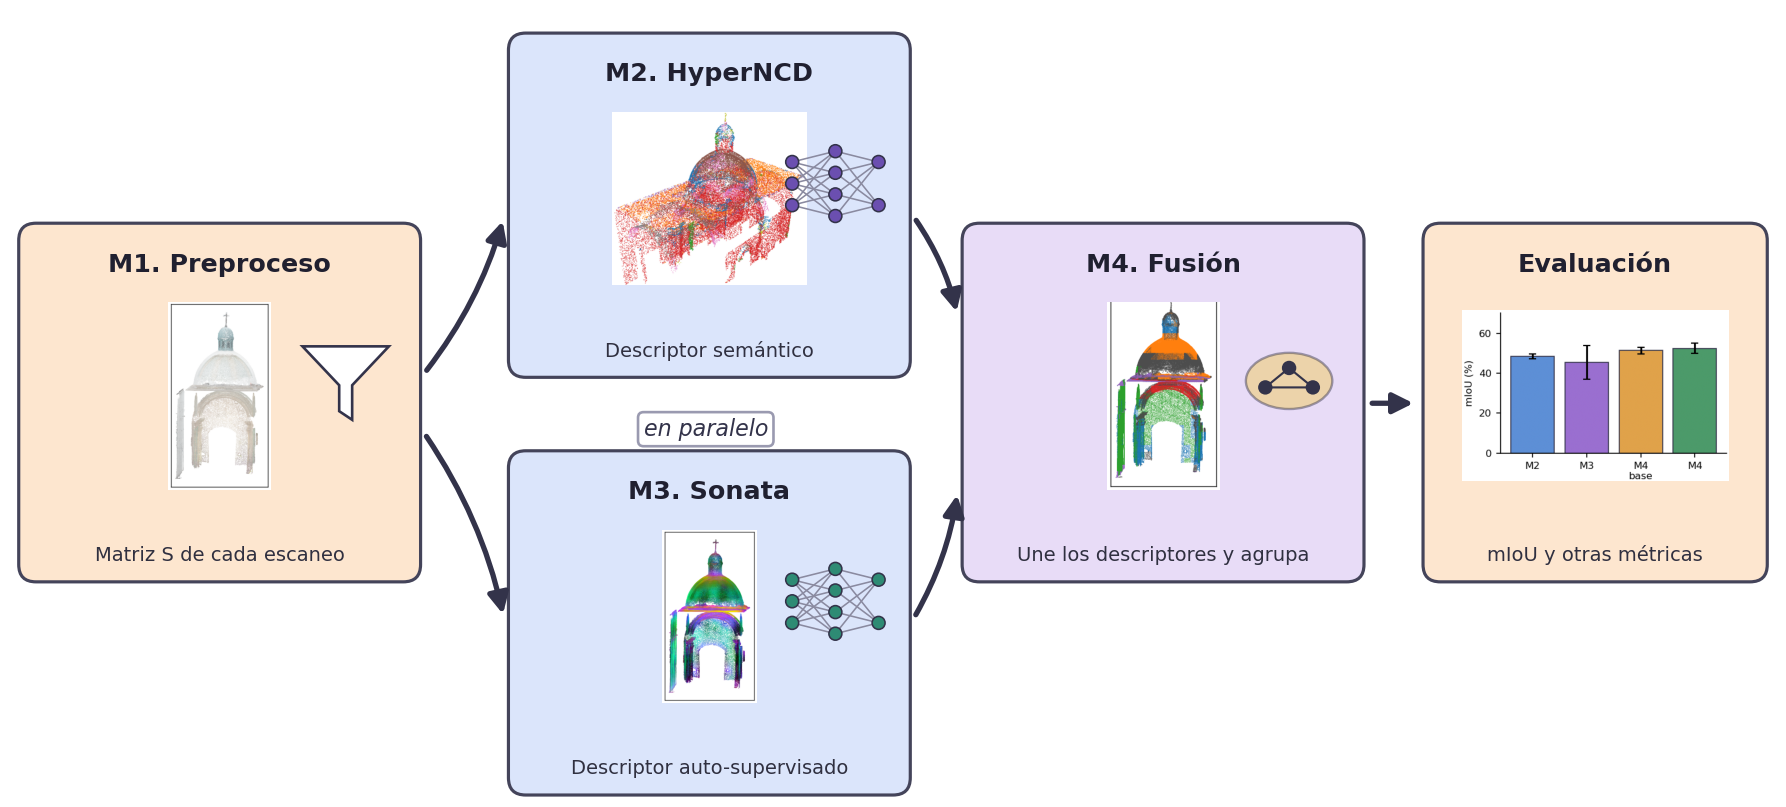 M1. Preproceso
Matriz S de cada escaneo
M2. HyperNCD
Descriptor semántico
en paralelo
M3. Sonata
Descriptor auto-supervisado
M4. Fusión
Une los descriptores y agrupa
Evaluación
mIoU (%)
60
40
20
0
M2
M3
M4
base
M4
mIoU y otras métricas